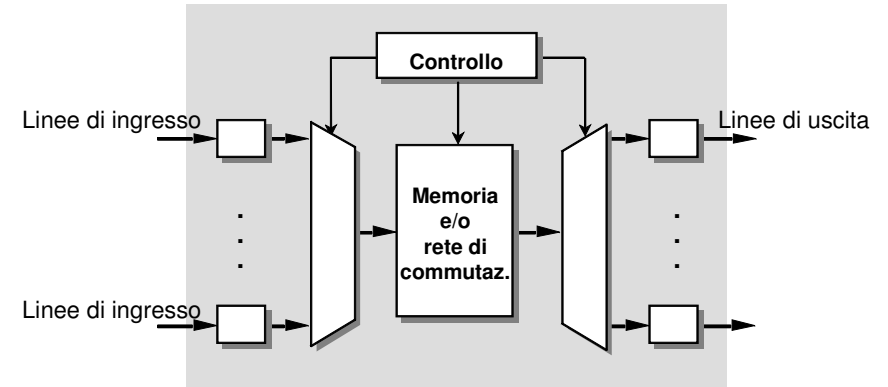 Controllo
Linee di ingresso
Linee di uscita
Memoria
e/o
rete di
commutaz.
Linee di ingresso